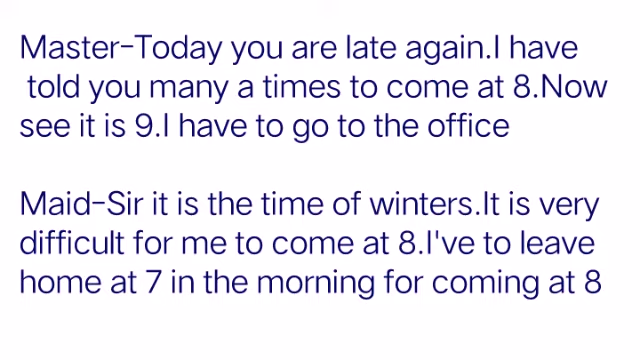 Master-Today you are late again.I have
told you many a times to come at 8.Now
see it is 9.I have to go to the office
Maid-Sir it is the time of winters.It is very
difficult for me to come at 8.I've to leave
home at 7 in the morning for coming at 8